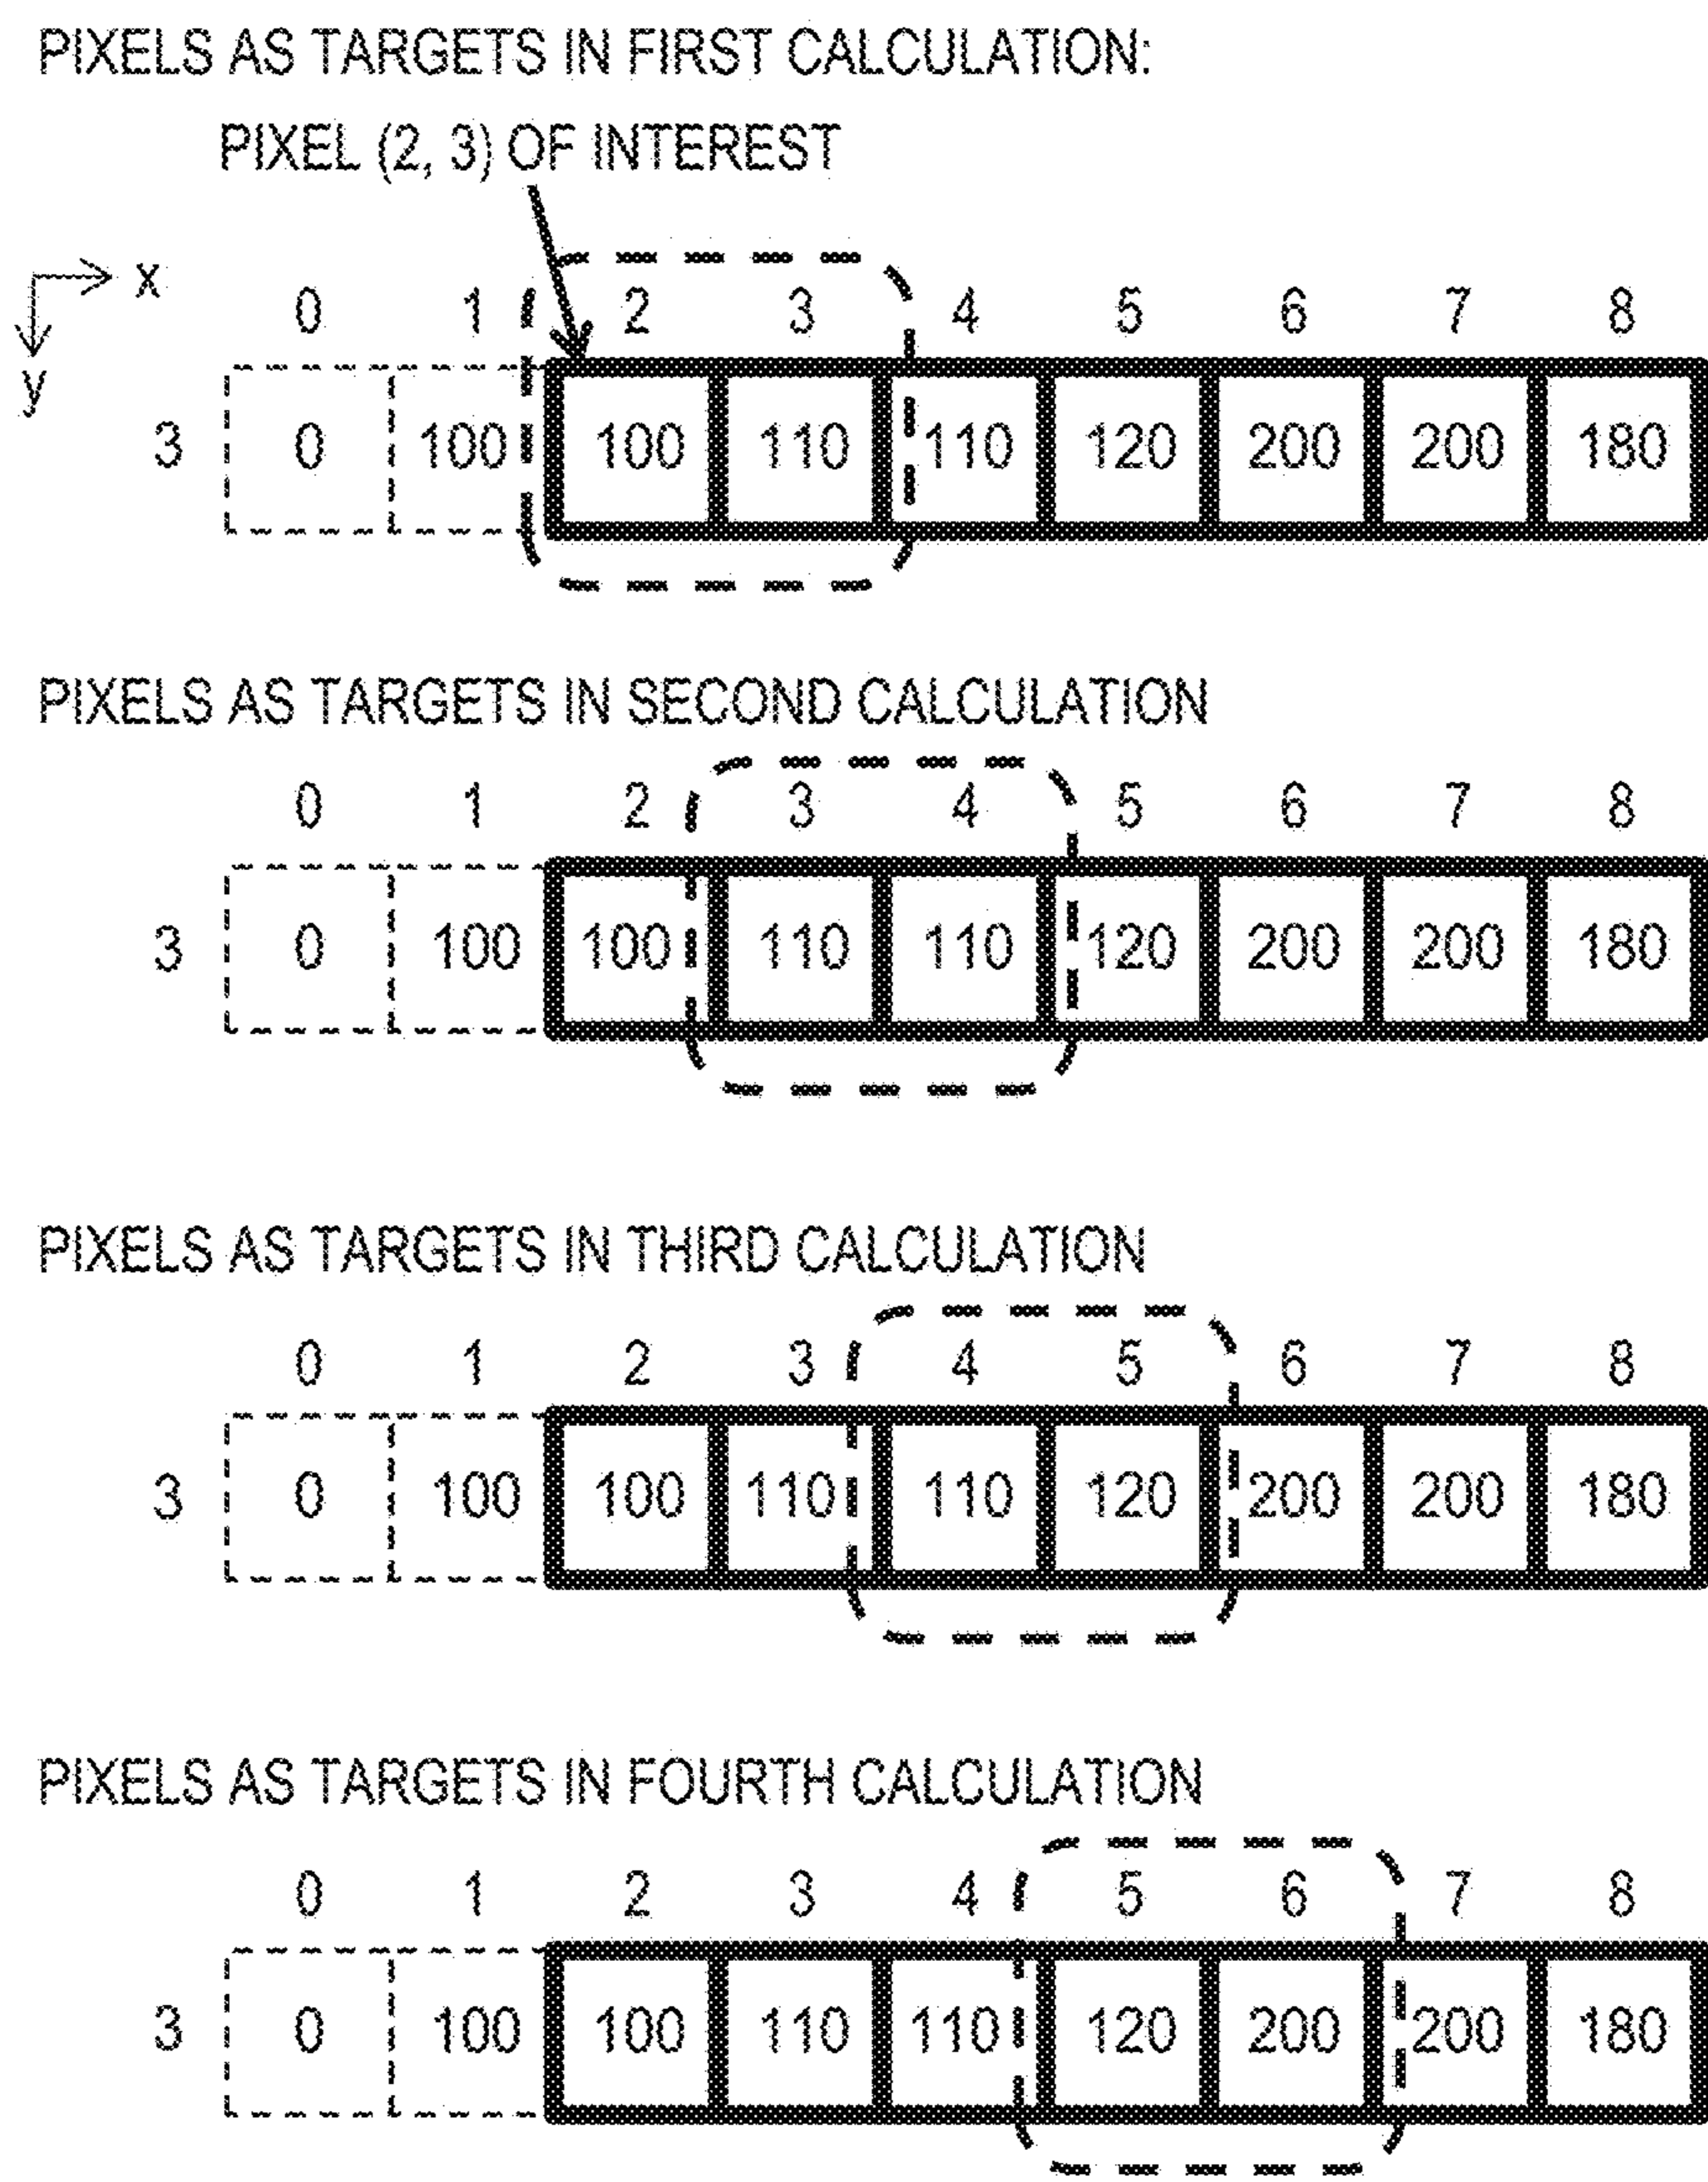 PIXELS AS TARGETS IN FIRST CALCULATION:
PIXEL (2, 3) OF INTEREST
x
0 1 2 3 4 5 6 7 8
y
3 0 100 100 110 110 120 200 200 180
PIXELS AS TARGETS IN SECOND CALCULATION
0 1 2 3 4 5 6 7 8
3 0 100 100 110 110 120 200 200 180
PIXELS AS TARGETS IN THIRD CALCULATION
0 1 2 3 4 5 6 7 8
3 0 100 100 110 110 120 200 200 180
PIXELS AS TARGETS IN FOURTH CALCULATION
0 1 2 3 4 5 6 7 8
3 0 100 100 110 110 120 200 200 180